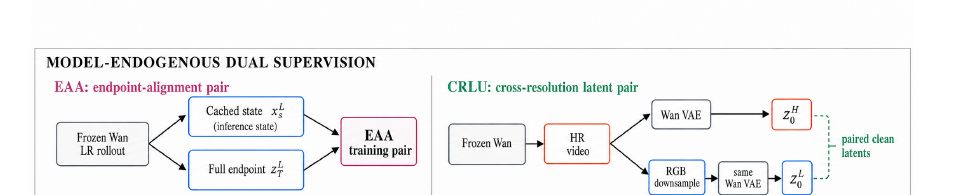 MODEL-ENDOGENOUS DUAL SUPERVISION
EAA: endpoint-alignment pair
Frozen Wan
LR rollout
Cached state x_s^L
(inference state)
Full endpoint z_T^L
EAA
training pair
CRLU: cross-resolution latent pair
Frozen Wan
HR
video
Wan VAE
z_0^H
RGB
downsample
same
Wan VAE
z_0^L
paired clean
latents